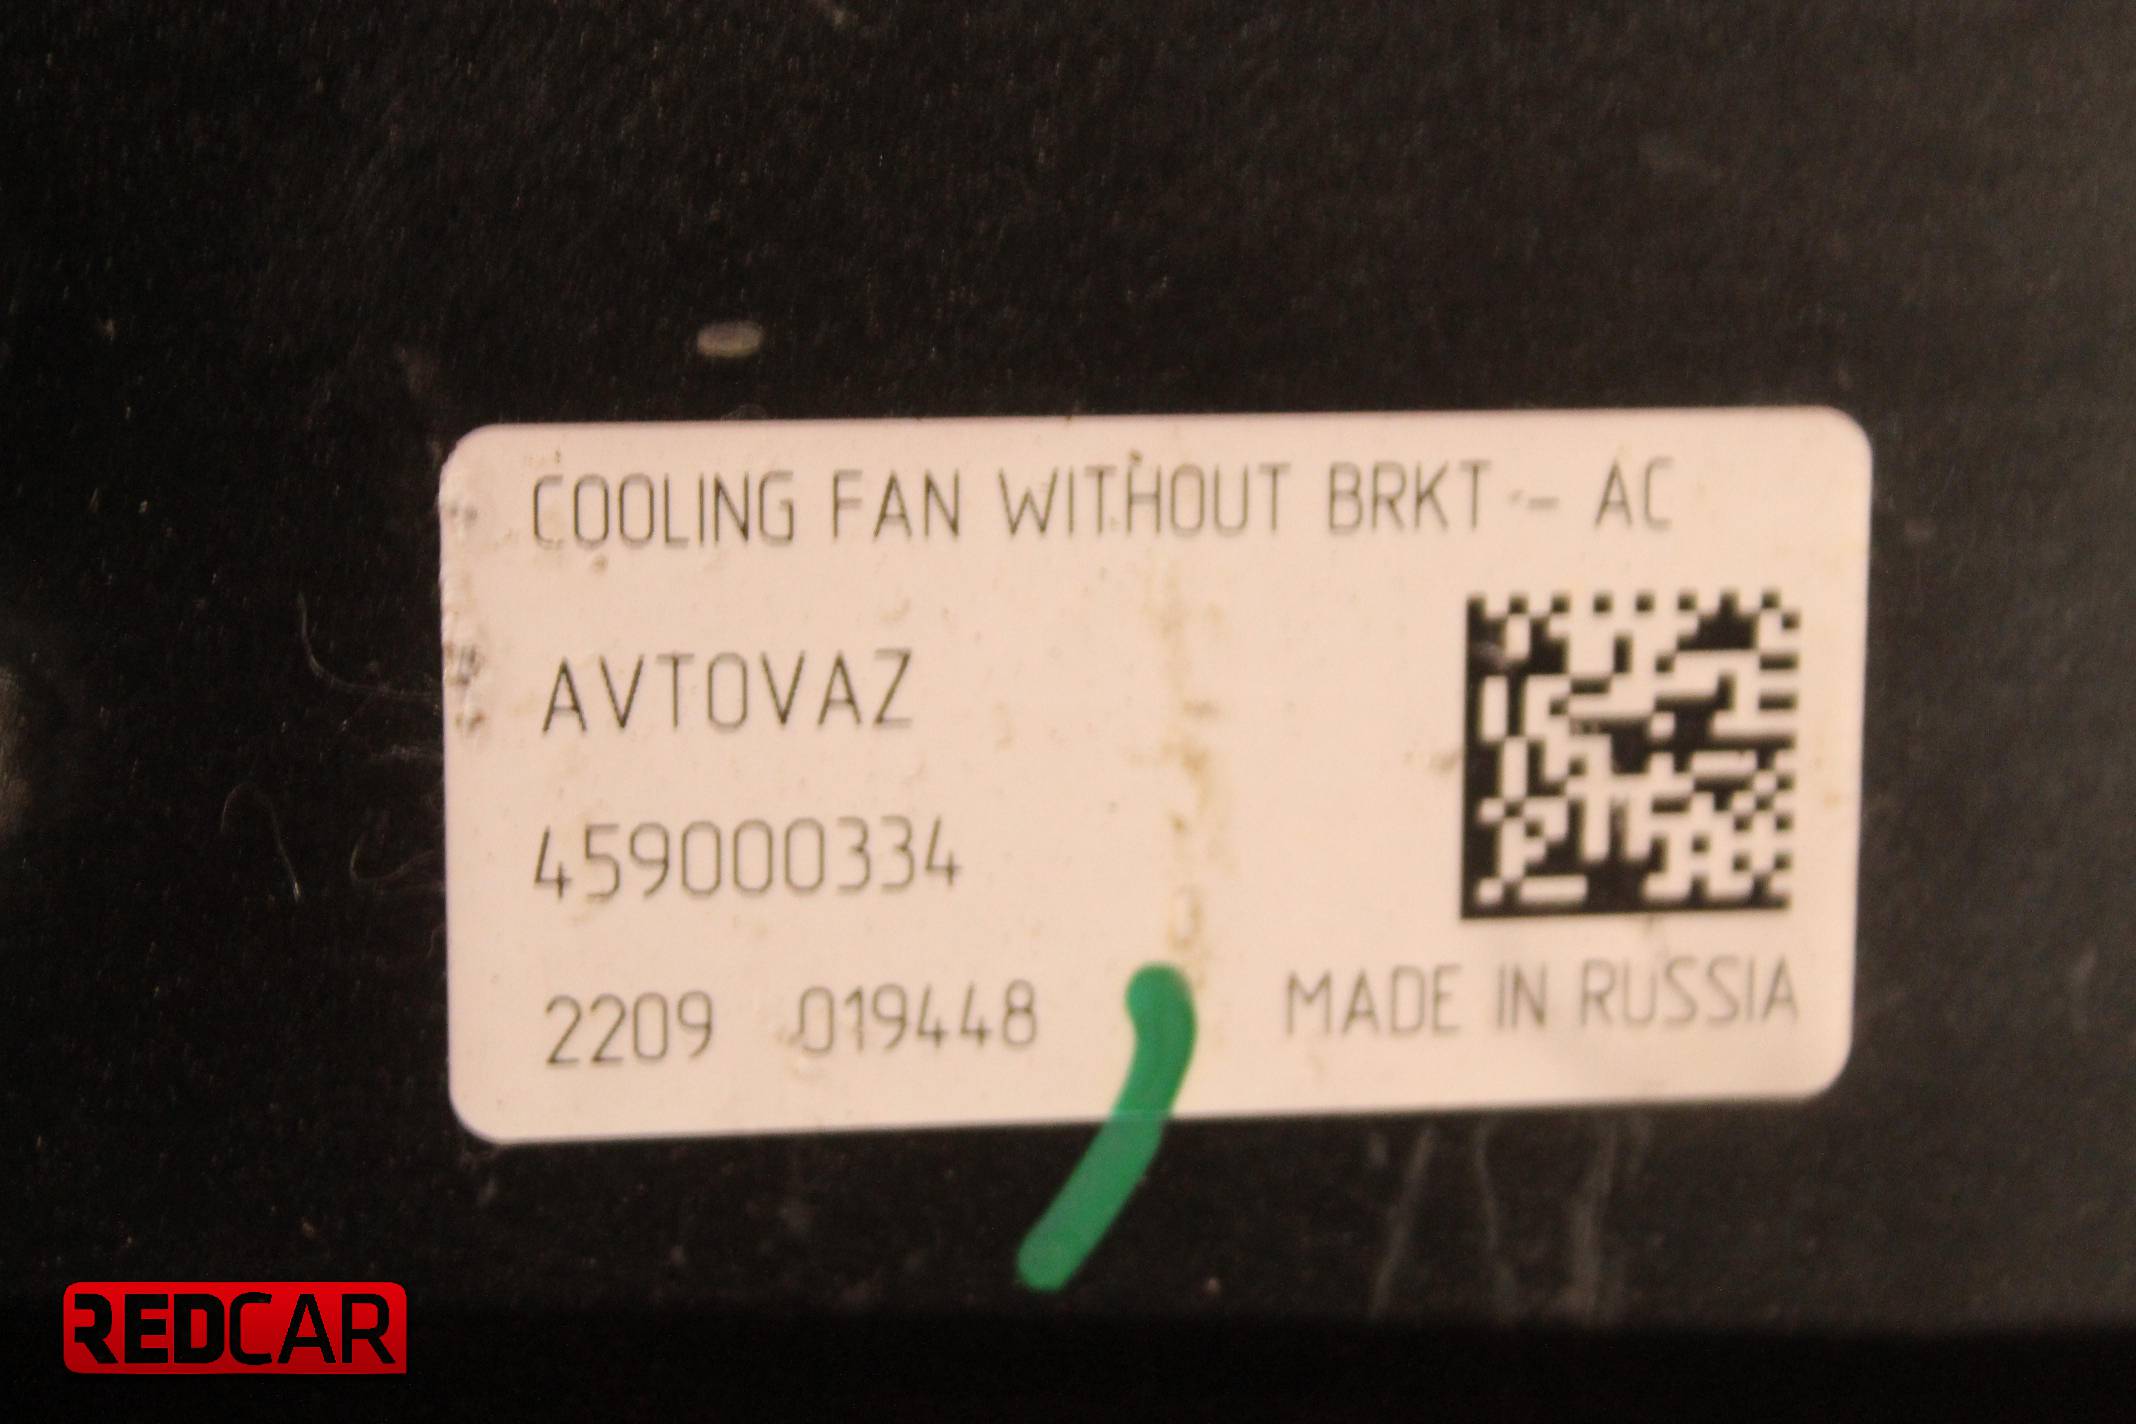 COOLING FAN WITHOUT BRKT - AC
AVTOVAZ
459000334
2209 019448 MADE IN RUSSIA
REDCAR